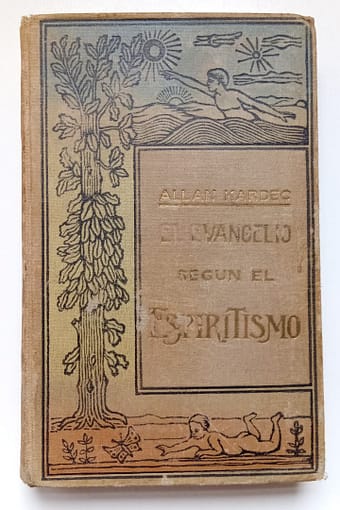 ALLAN KARDEC
EL EVANGELIO
SEGUN EL
ESPIRITISMO